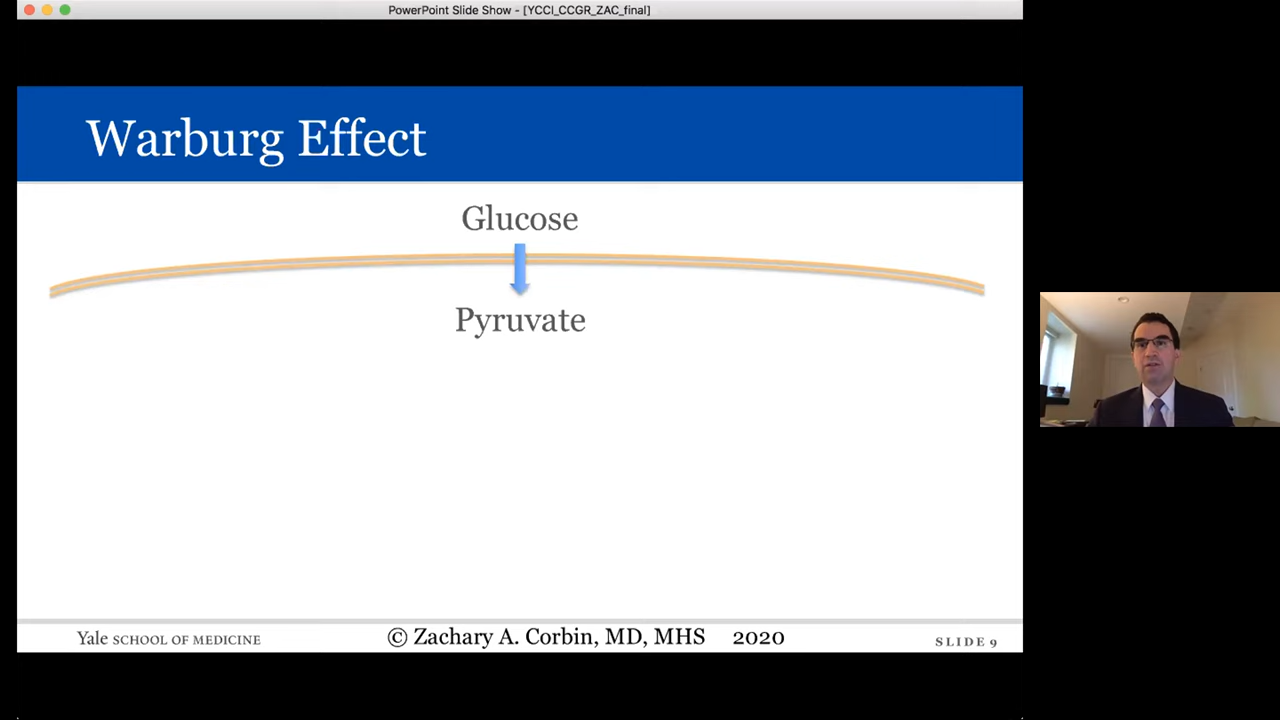 PowerPoint Slide Show - [YCCI_CCGR_ZAC_final]
Warburg Effect
Glucose
Pyruvate
Yale SCHOOL OF MEDICINE
© Zachary A. Corbin, MD, MHS 2020
SLIDE 9